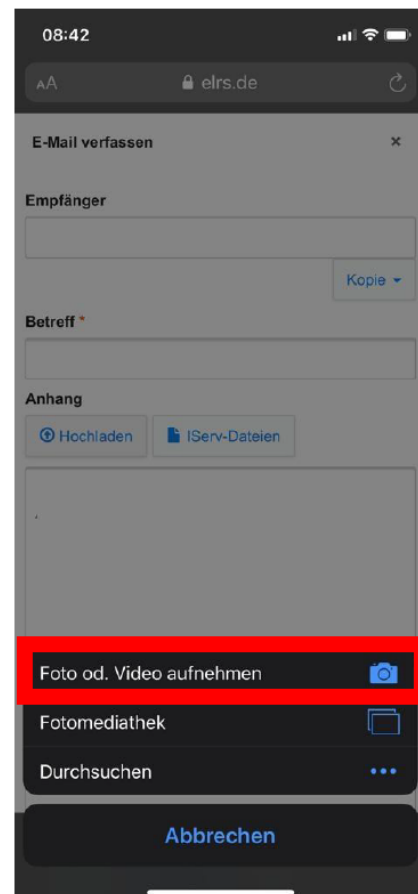 08:42
AA elrs.de
E-Mail verfassen ×
Empfänger
Kopie
Betreff *
Anhang
Hochladen IServ-Dateien
Foto od. Video aufnehmen
Fotomediathek
Durchsuchen
Abbrechen